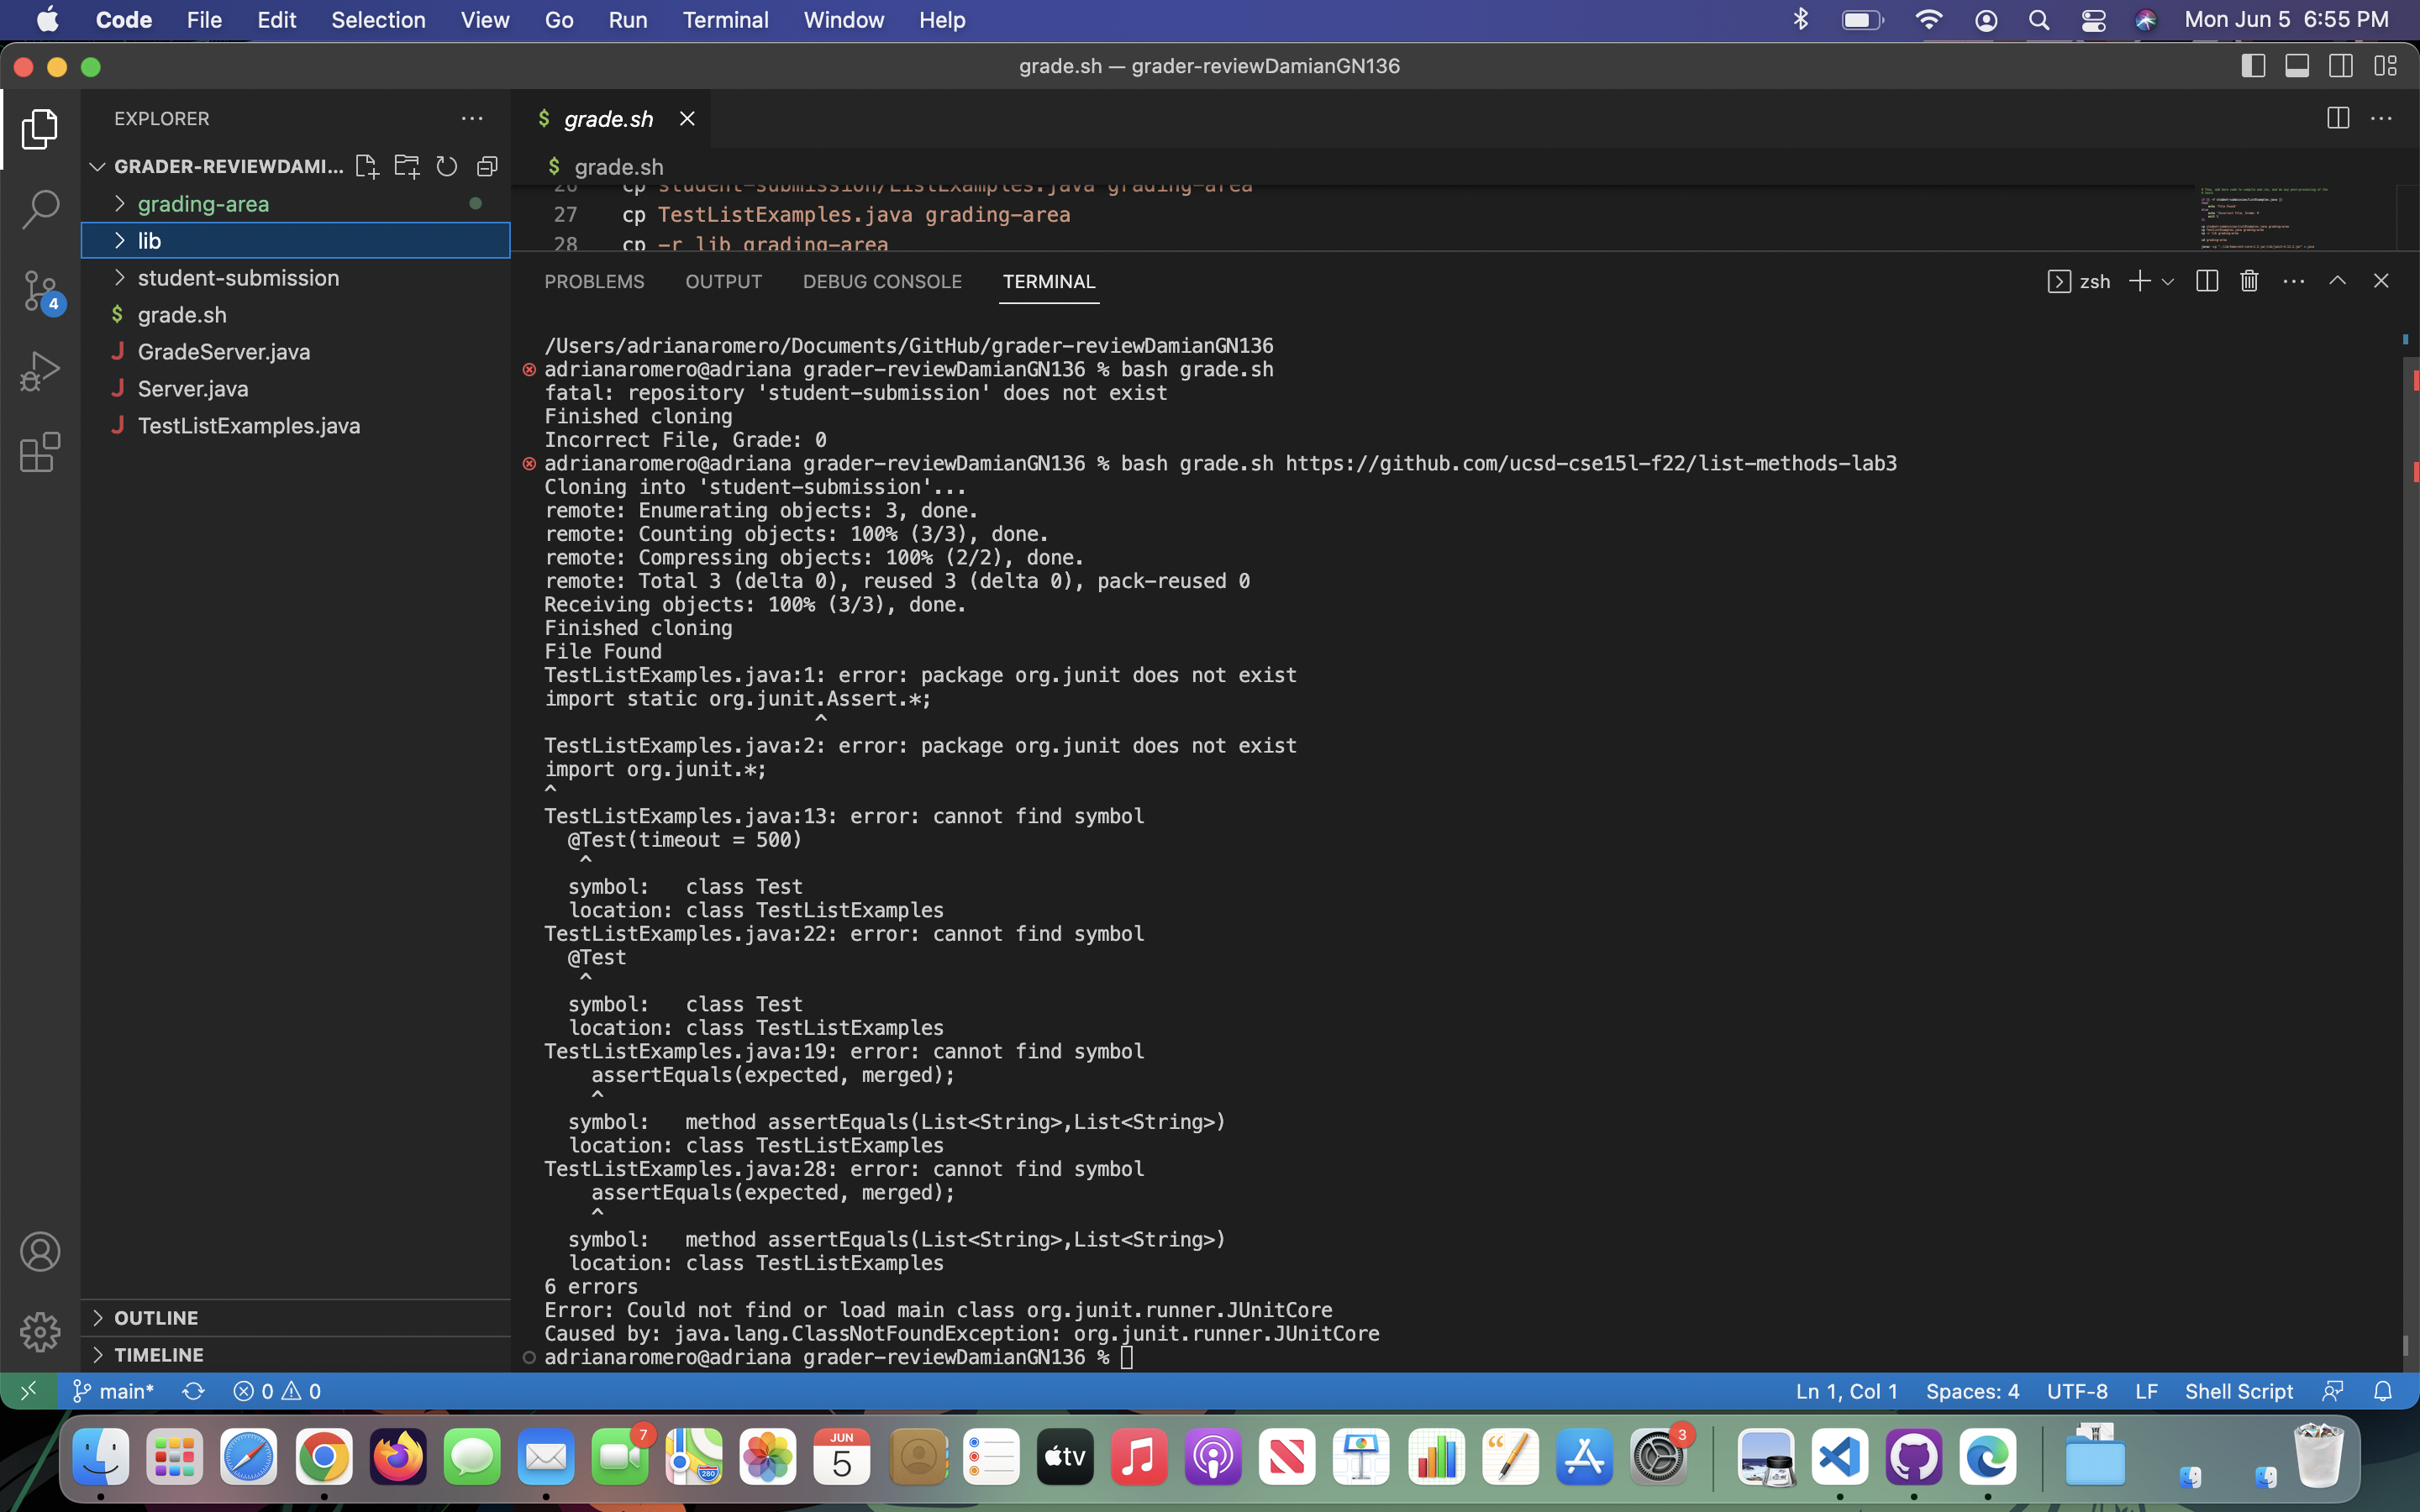 Code File Edit Selection View Go Run Terminal Window Help Mon Jun 5 6:55 PM
grade.sh — grader-reviewDamianGN136
EXPLORER
GRADER-REVIEWDAMI...
grading-area
lib
student-submission
$ grade.sh
J GradeServer.java
J Server.java
J TestListExamples.java
OUTLINE
TIMELINE
4
$ grade.sh
$ grade.sh
26 cp student-submission/ListExamples.java grading-area
27 cp TestListExamples.java grading-area
28 cp -r lib grading-area
PROBLEMS OUTPUT DEBUG CONSOLE TERMINAL zsh
/Users/adrianaromero/Documents/GitHub/grader-reviewDamianGN136
adrianaromero@adriana grader-reviewDamianGN136 % bash grade.sh
fatal: repository 'student-submission' does not exist
Finished cloning
Incorrect File, Grade: 0
adrianaromero@adriana grader-reviewDamianGN136 % bash grade.sh https://github.com/ucsd-cse15l-f22/list-methods-lab3
Cloning into 'student-submission'...
remote: Enumerating objects: 3, done.
remote: Counting objects: 100% (3/3), done.
remote: Compressing objects: 100% (2/2), done.
remote: Total 3 (delta 0), reused 3 (delta 0), pack-reused 0
Receiving objects: 100% (3/3), done.
Finished cloning
File Found
TestListExamples.java:1: error: package org.junit does not exist
import static org.junit.Assert.*;
^
TestListExamples.java:2: error: package org.junit does not exist
import org.junit.*;
^
TestListExamples.java:13: error: cannot find symbol
@Test(timeout = 500)
^
symbol: class Test
location: class TestListExamples
TestListExamples.java:22: error: cannot find symbol
@Test
^
symbol: class Test
location: class TestListExamples
TestListExamples.java:19: error: cannot find symbol
assertEquals(expected, merged);
^
symbol: method assertEquals(List<String>,List<String>)
location: class TestListExamples
TestListExamples.java:28: error: cannot find symbol
assertEquals(expected, merged);
^
symbol: method assertEquals(List<String>,List<String>)
location: class TestListExamples
6 errors
Error: Could not find or load main class org.junit.runner.JUnitCore
Caused by: java.lang.ClassNotFoundException: org.junit.runner.JUnitCore
adrianaromero@adriana grader-reviewDamianGN136 %
main* 0 0 Ln 1, Col 1 Spaces: 4 UTF-8 LF Shell Script
7
280
JUN
5
tv
3